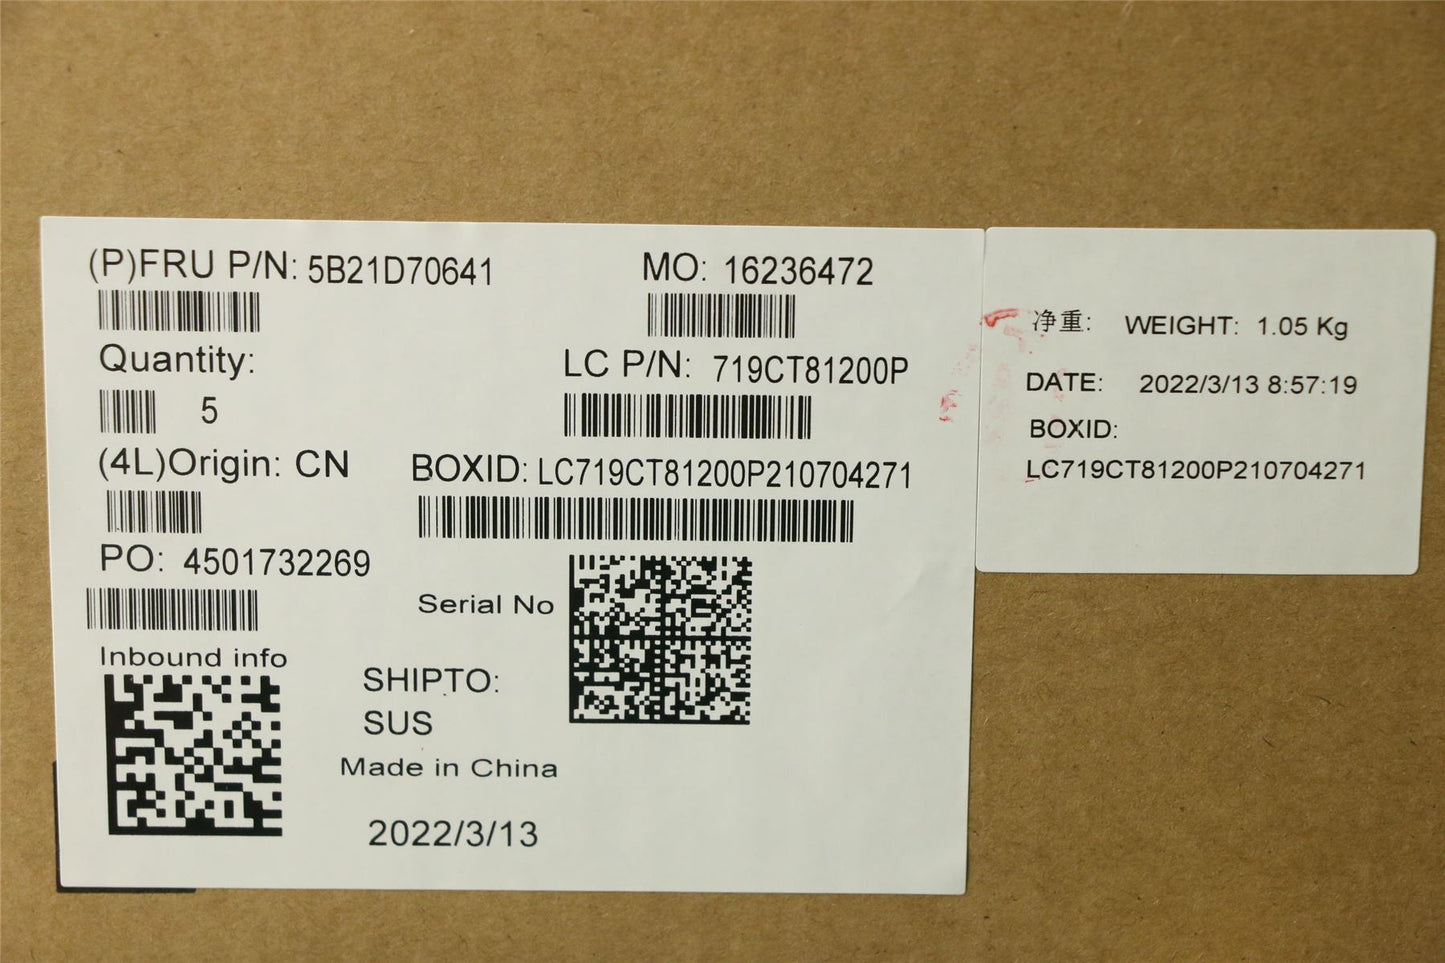 (P)FRU P/N: 5B21D70641
MO: 16236472
Quantity:
5
LC P/N: 719CT81200P
(4L)Origin: CN
BOXID: LC719CT81200P210704271
PO: 4501732269
Serial No
Inbound info
SHIPTO:
SUS
Made in China
2022/3/13
净重: WEIGHT: 1.05 Kg
DATE: 2022/3/13 8:57:19
BOXID:
LC719CT81200P210704271